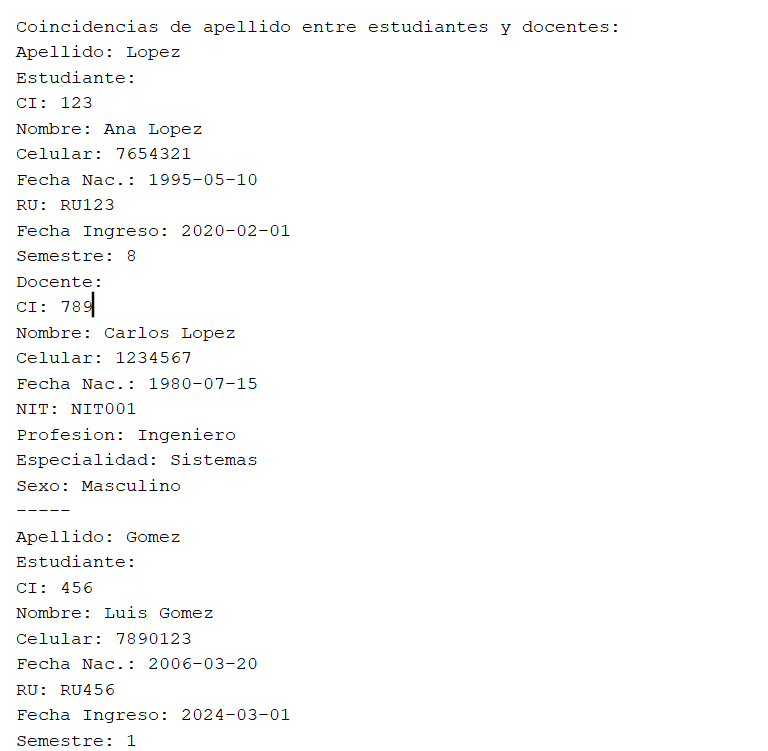 Coincidencias de apellido entre estudiantes y docentes:
Apellido: Lopez
Estudiante:
CI: 123
Nombre: Ana Lopez
Celular: 7654321
Fecha Nac.: 1995-05-10
RU: RU123
Fecha Ingreso: 2020-02-01
Semestre: 8
Docente:
CI: 789
Nombre: Carlos Lopez
Celular: 1234567
Fecha Nac.: 1980-07-15
NIT: NIT001
Profesion: Ingeniero
Especialidad: Sistemas
Sexo: Masculino
-----
Apellido: Gomez
Estudiante:
CI: 456
Nombre: Luis Gomez
Celular: 7890123
Fecha Nac.: 2006-03-20
RU: RU456
Fecha Ingreso: 2024-03-01
Semestre: 1